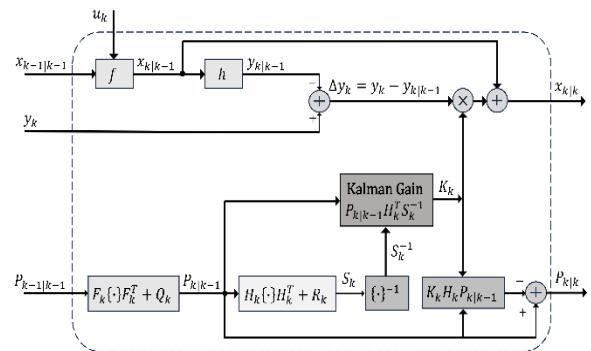 u_k
x_{k-1|k-1}
f
x_{k|k-1}
h
y_{k|k-1}
−
+
+
Δy_k = y_k − y_{k|k-1}
×
+
x_{k|k}
y_k
Kalman Gain
P_{k|k-1}H_k^T S_k^{-1}
K_k
S_k^{-1}
P_{k-1|k-1}
F_k{·}F_k^T + Q_k
P_{k|k-1}
H_k{·}H_k^T + R_k
S_k
{·}^{-1}
K_k H_k P_{k|k-1}
−
+
+
P_{k|k}